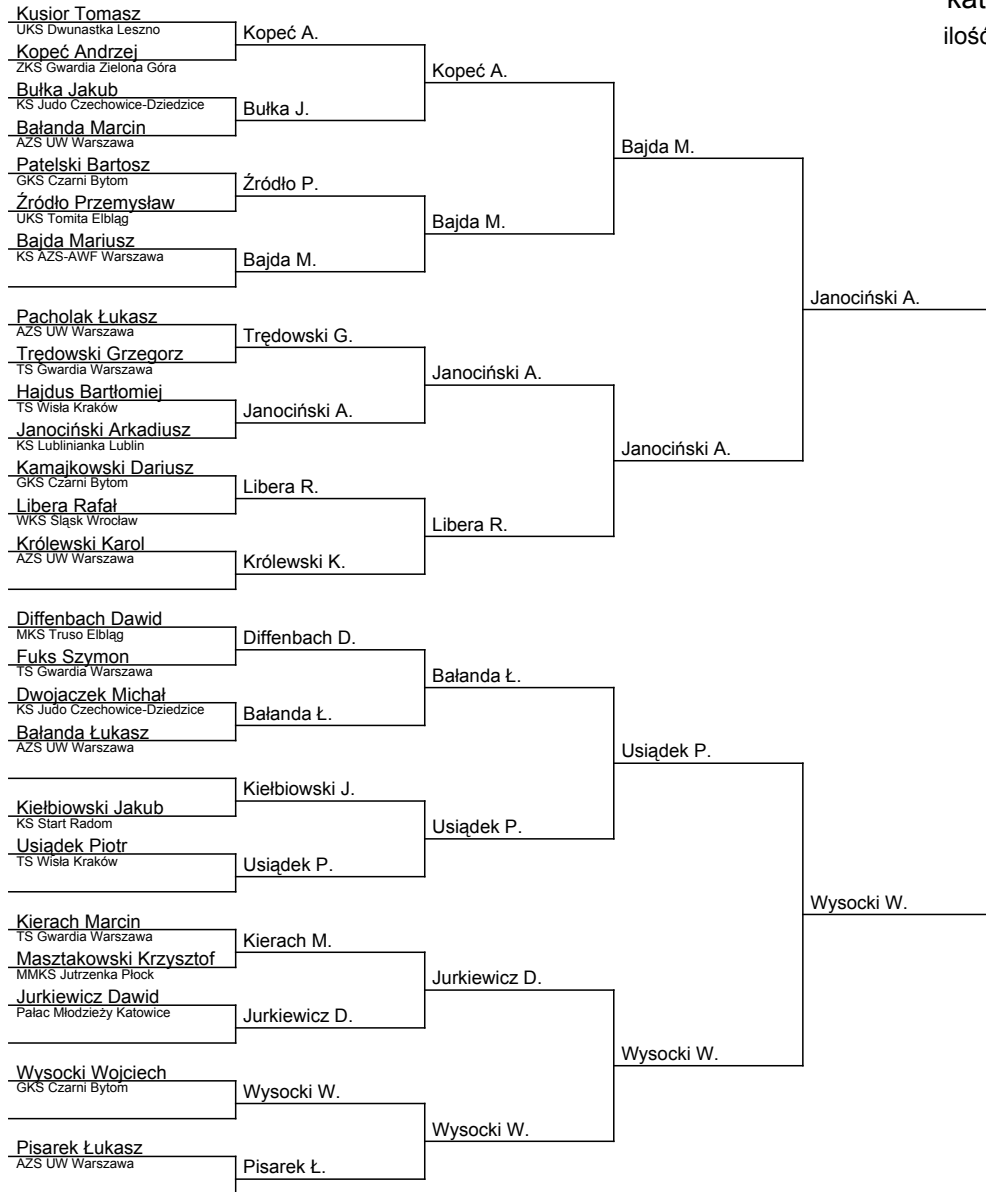 kat
ilość
Kusior Tomasz
UKS Dwunastka Leszno
Kopeć Andrzej
ZKS Gwardia Zielona Góra
Bułka Jakub
KS Judo Czechowice-Dziedzice
Bałanda Marcin
AZS UW Warszawa
Patelski Bartosz
GKS Czarni Bytom
Źródło Przemysław
UKS Tomita Elbląg
Bajda Mariusz
KS AZS-AWF Warszawa
Pacholak Łukasz
AZS UW Warszawa
Trędowski Grzegorz
TS Gwardia Warszawa
Hajdus Bartłomiej
TS Wisła Kraków
Janociński Arkadiusz
KS Lublinianka Lublin
Kamajkowski Dariusz
GKS Czarni Bytom
Libera Rafał
WKS Śląsk Wrocław
Królewski Karol
AZS UW Warszawa
Diffenbach Dawid
MKS Truso Elbląg
Fuks Szymon
TS Gwardia Warszawa
Dwojaczek Michał
KS Judo Czechowice-Dziedzice
Bałanda Łukasz
AZS UW Warszawa
Kiełbiowski Jakub
KS Start Radom
Usiądek Piotr
TS Wisła Kraków
Kierach Marcin
TS Gwardia Warszawa
Masztakowski Krzysztof
MMKS Jutrzenka Płock
Jurkiewicz Dawid
Pałac Młodzieży Katowice
Wysocki Wojciech
GKS Czarni Bytom
Pisarek Łukasz
AZS UW Warszawa
Kopeć A.
Bułka J.
Źródło P.
Bajda M.
Trędowski G.
Janociński A.
Libera R.
Królewski K.
Diffenbach D.
Bałanda Ł.
Kiełbiowski J.
Usiądek P.
Kierach M.
Jurkiewicz D.
Wysocki W.
Pisarek Ł.
Kopeć A.
Bajda M.
Janociński A.
Libera R.
Bałanda Ł.
Usiądek P.
Jurkiewicz D.
Wysocki W.
Bajda M.
Janociński A.
Usiądek P.
Wysocki W.
Janociński A.
Wysocki W.